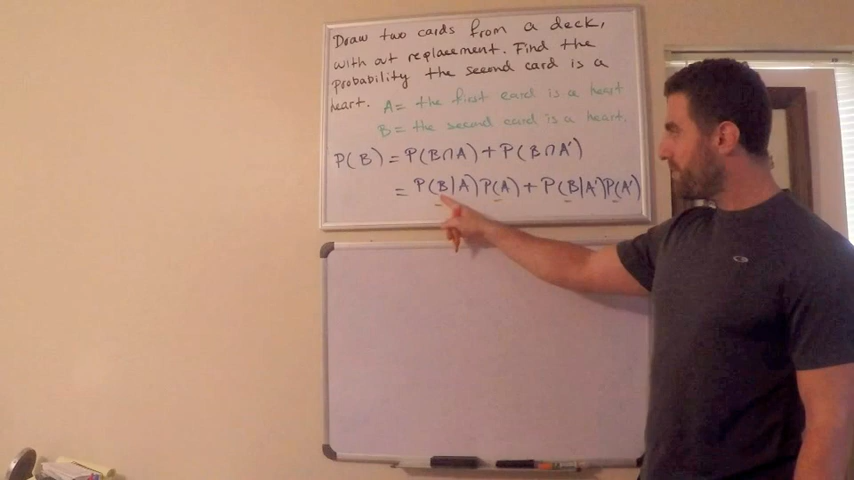 Draw two cards from a deck,
with out replacement. Find the
probability the second card is a
heart. A = the first card is a heart
B = the second card is a heart.
P(B) = P(B∩A) + P(B∩A')
= P(B|A)P(A) + P(B|A')P(A')